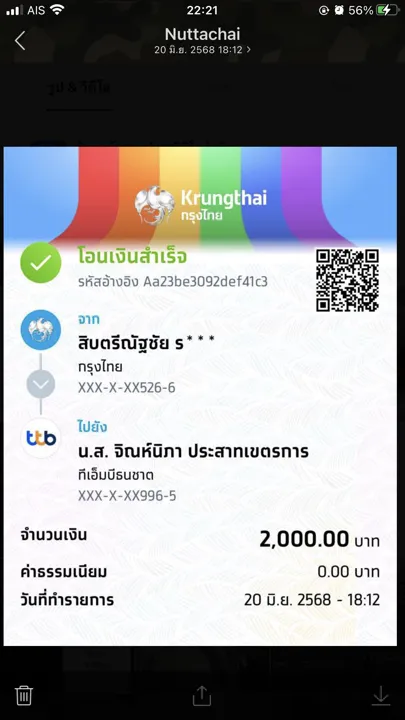 AIS 22:21 56%
Nuttachai
20 มิ.ย. 2568 18:12 >
รูป & วิดีโอ
Krungthai
กรุงไทย
โอนเงินสำเร็จ
รหัสอ้างอิง Aa23be3092def41c3
จาก
สิบตรีณัฐชัย ร***
กรุงไทย
XXX-X-XX526-6
ไปยัง
ttb
น.ส. จิณห์นิภา ประสาทเขตรการ
ทีเอ็มบีธนชาต
XXX-X-XX996-5
จำนวนเงิน 2,000.00 บาท
ค่าธรรมเนียม 0.00 บาท
วันที่ทำรายการ 20 มิ.ย. 2568 - 18:12